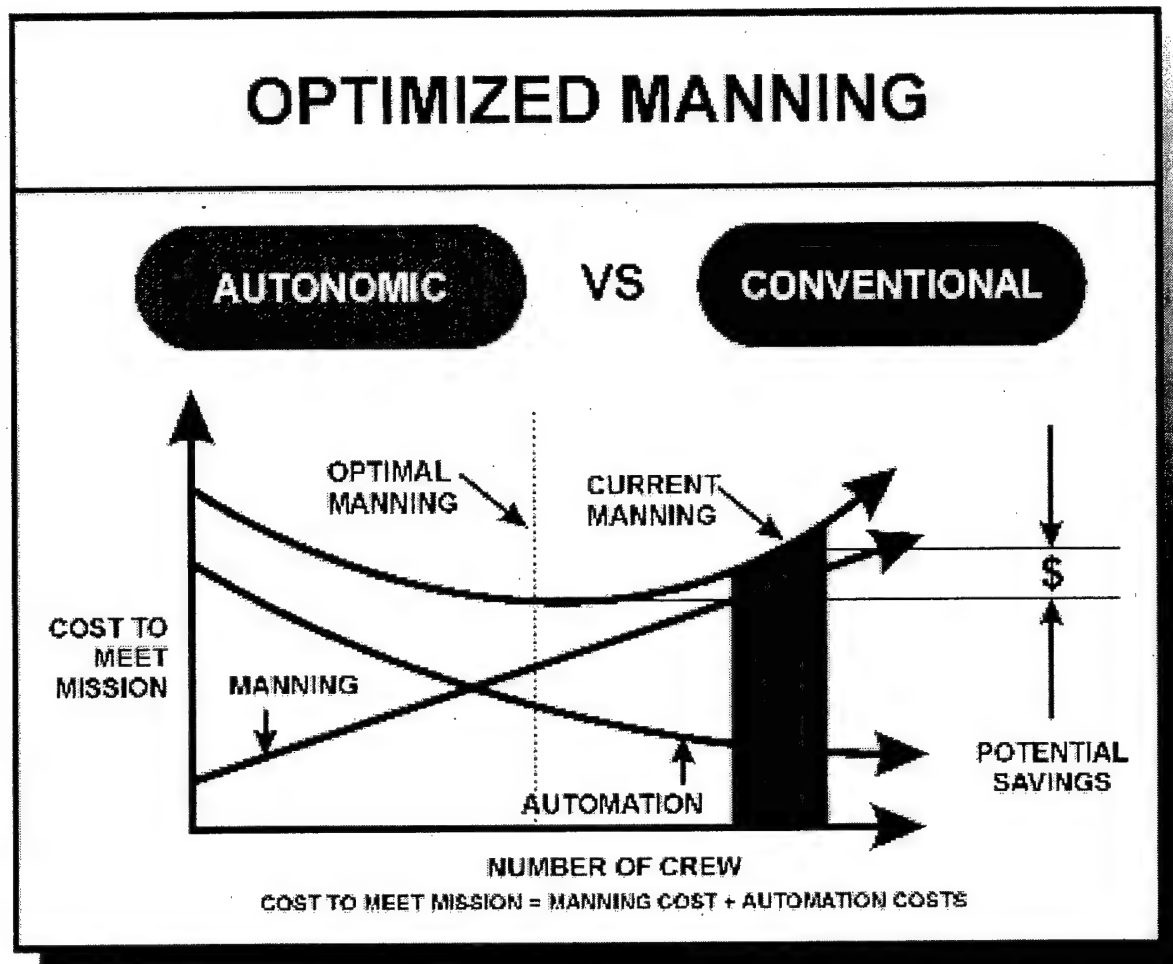 OPTIMIZED MANNING
AUTONOMIC
VS
CONVENTIONAL
OPTIMAL
MANNING
CURRENT
MANNING
$
COST TO
MEET
MISSION
MANNING
AUTOMATION
POTENTIAL
SAVINGS
NUMBER OF CREW
COST TO MEET MISSION = MANNING COST + AUTOMATION COSTS